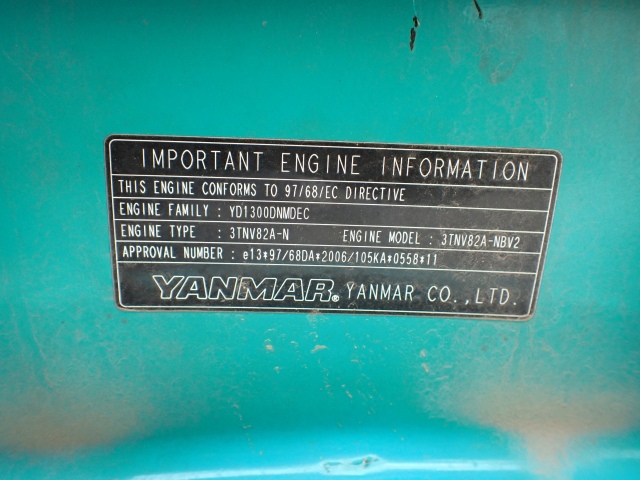 IMPORTANT ENGINE INFORMATION
THIS ENGINE CONFORMS TO 97/68/EC DIRECTIVE
ENGINE FAMILY : YD1300DNMDEC
ENGINE TYPE : 3TNV82A-N ENGINE MODEL : 3TNV82A-NBV2
APPROVAL NUMBER : e13*97/68DA*2006/105KA*0558*11
YANMAR® YANMAR CO.,LTD.